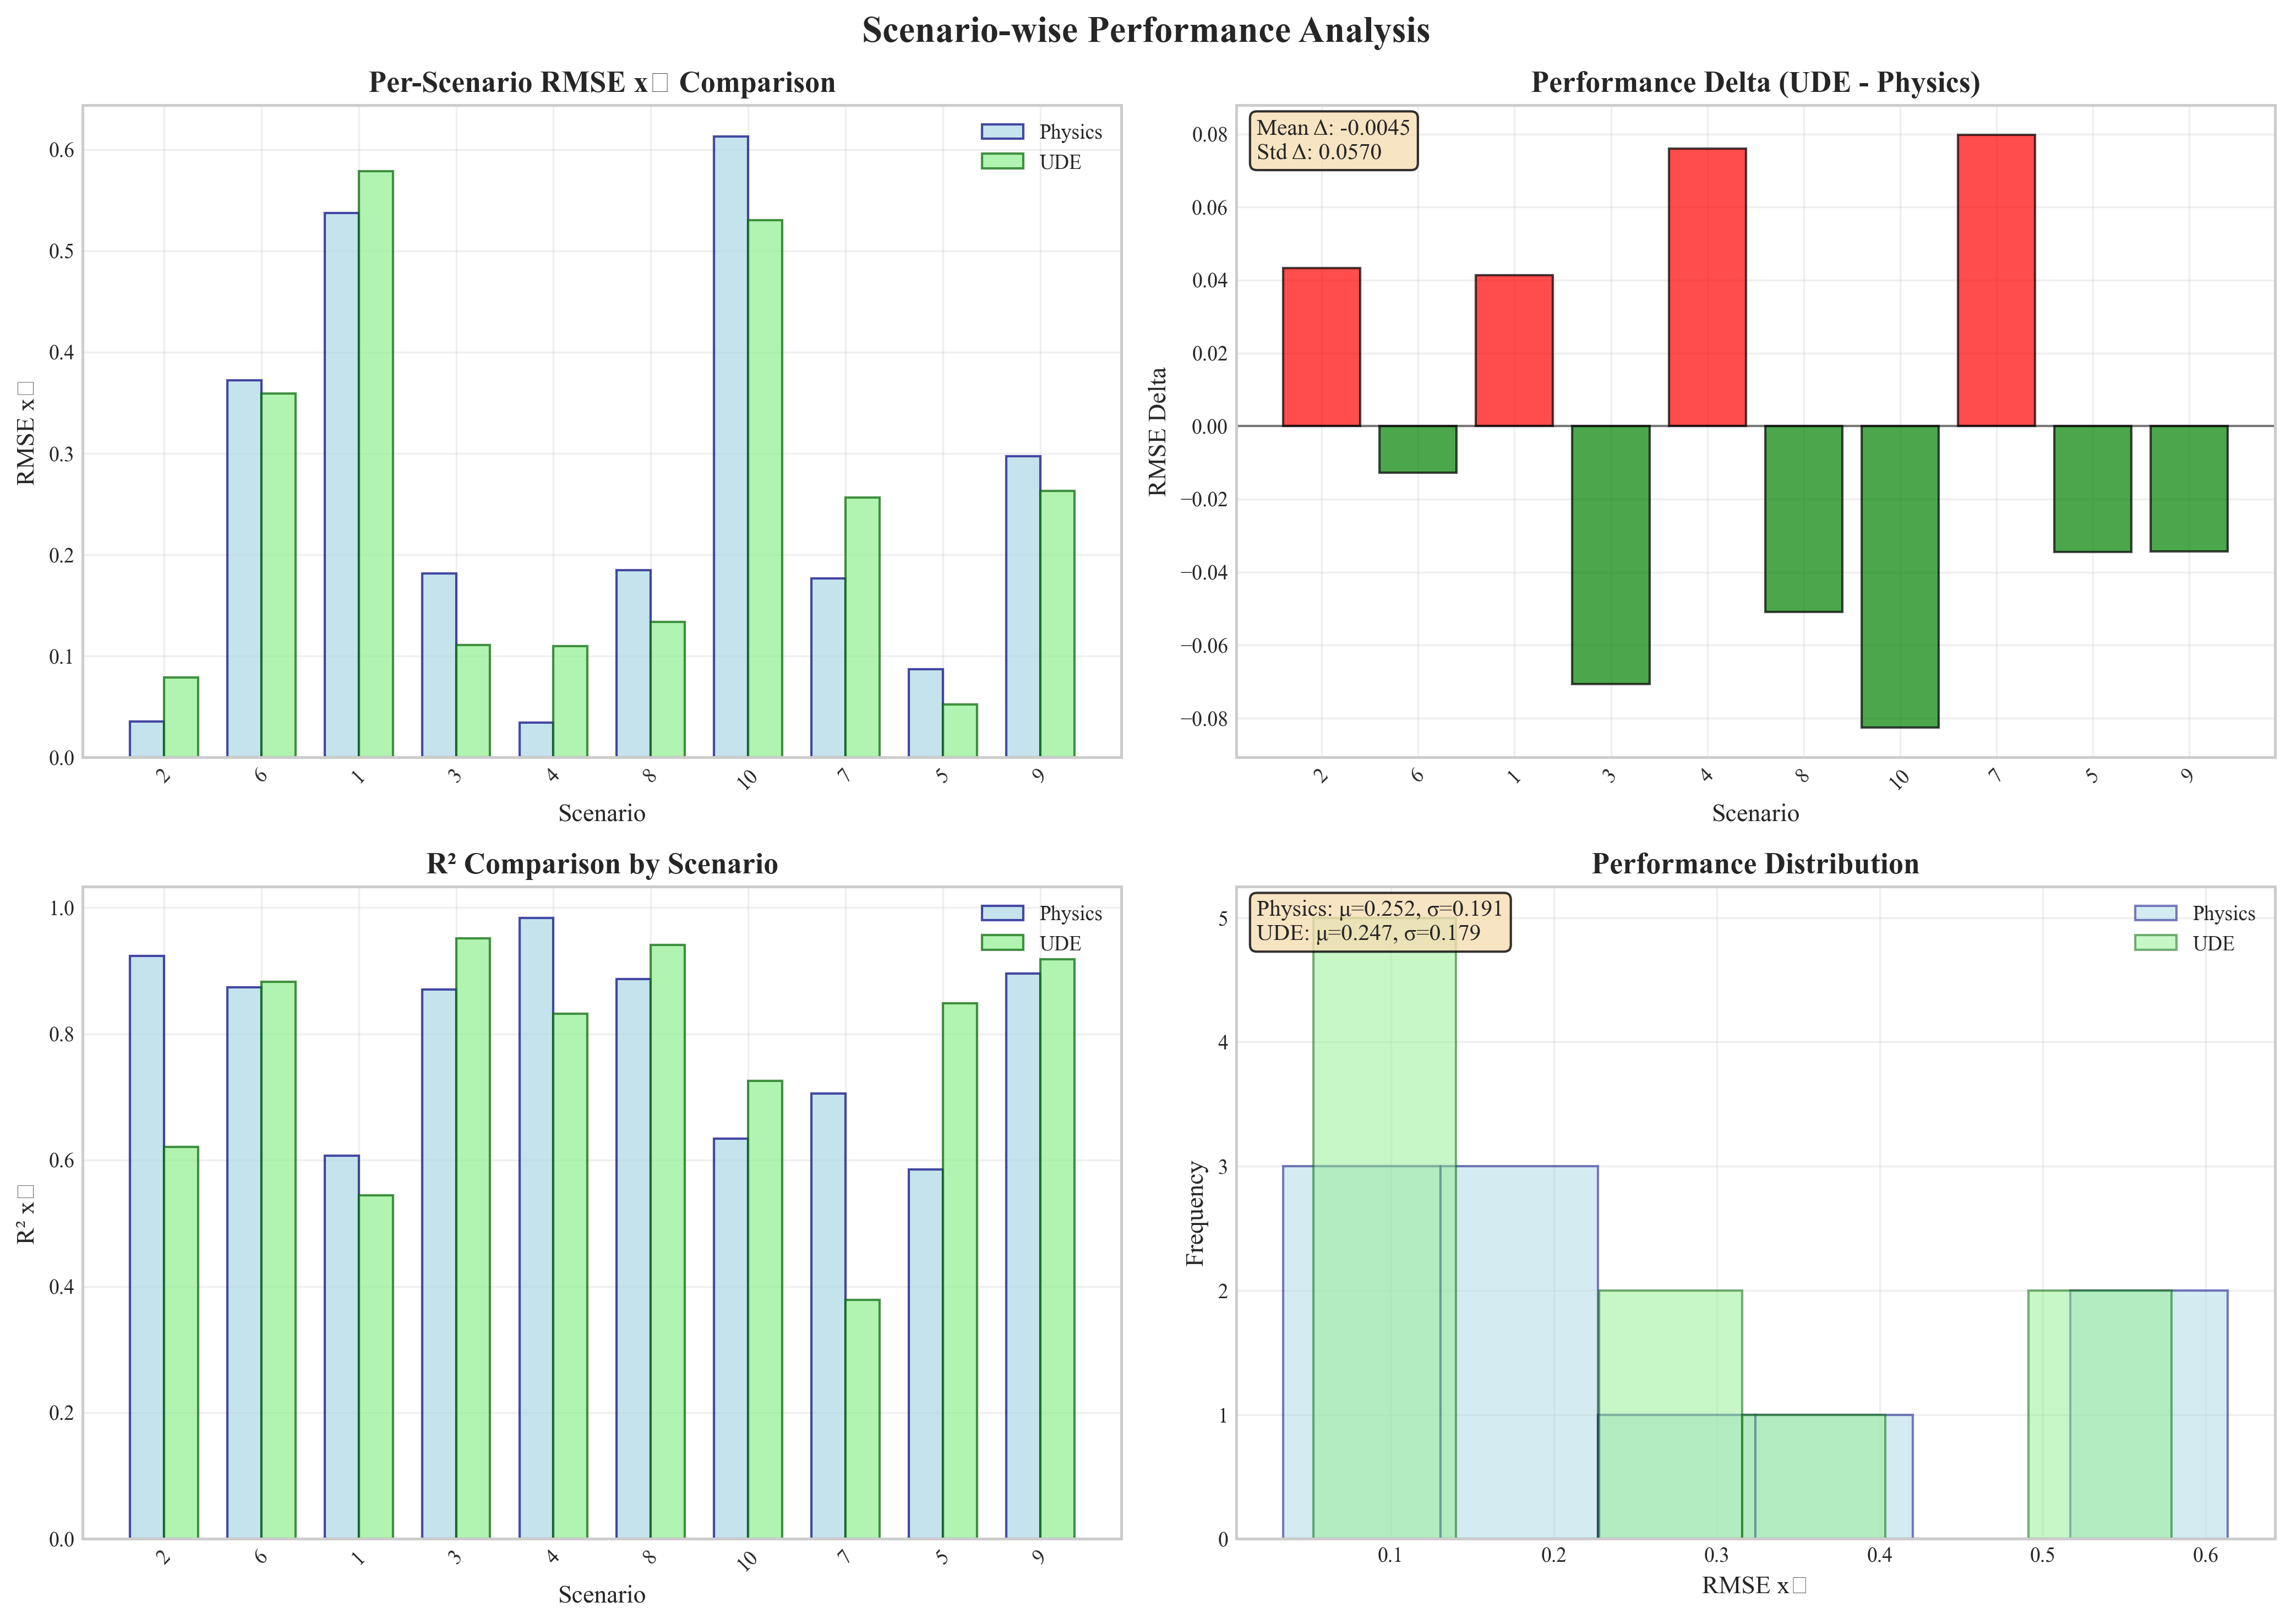 Scenario-wise Performance Analysis
Per-Scenario RMSE x□ Comparison
Physics
UDE
RMSE x□
0.6
0.5
0.4
0.3
0.2
0.1
0.0
2 6 1 3 4 8 10 7 5 9
Scenario
Performance Delta (UDE - Physics)
Mean Δ: -0.0045
Std Δ: 0.0570
RMSE Delta
0.08
0.06
0.04
0.02
0.00
−0.02
−0.04
−0.06
−0.08
2 6 1 3 4 8 10 7 5 9
Scenario
R² Comparison by Scenario
Physics
UDE
R² x□
1.0
0.8
0.6
0.4
0.2
0.0
2 6 1 3 4 8 10 7 5 9
Scenario
Performance Distribution
Physics: μ=0.252, σ=0.191
UDE: μ=0.247, σ=0.179
Physics
UDE
Frequency
5
4
3
2
1
0
0.1 0.2 0.3 0.4 0.5 0.6
RMSE x□